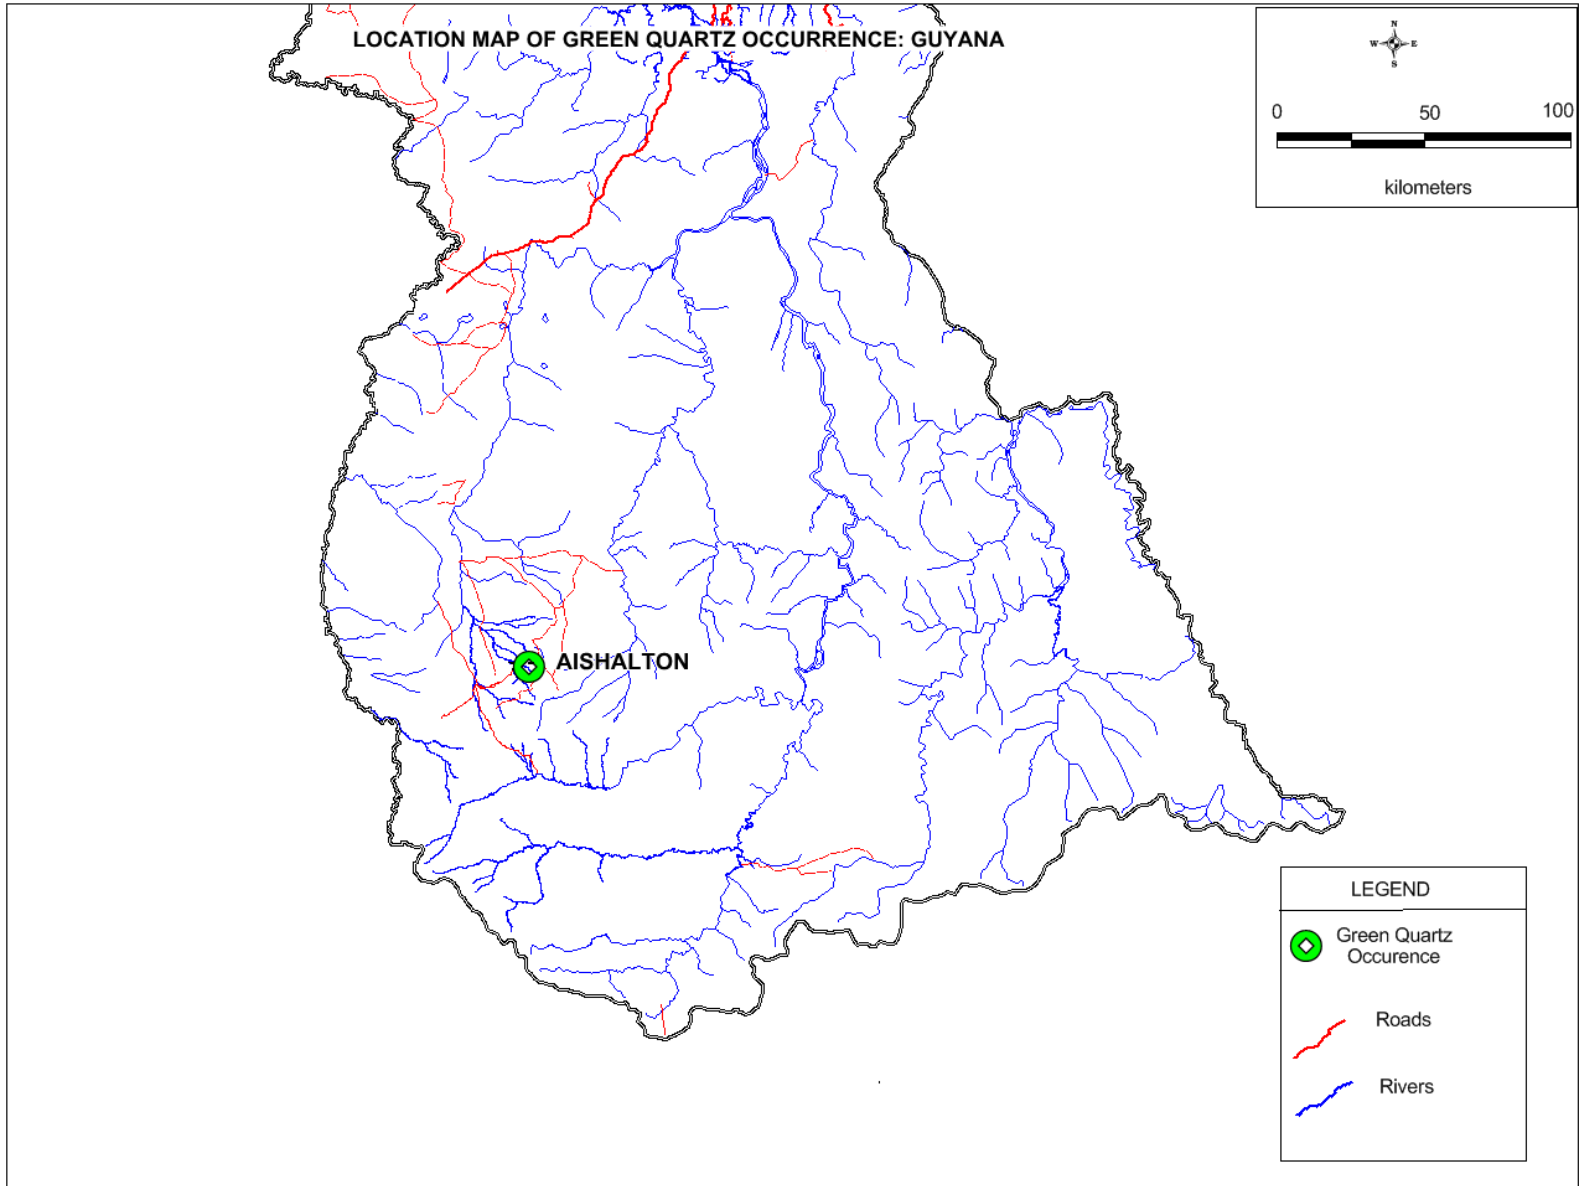 LOCATION MAP OF GREEN QUARTZ OCCURRENCE: GUYANA
N
W E
S
0 50 100
kilometers
AISHALTON
LEGEND
Green Quartz
Occurence
Roads
Rivers